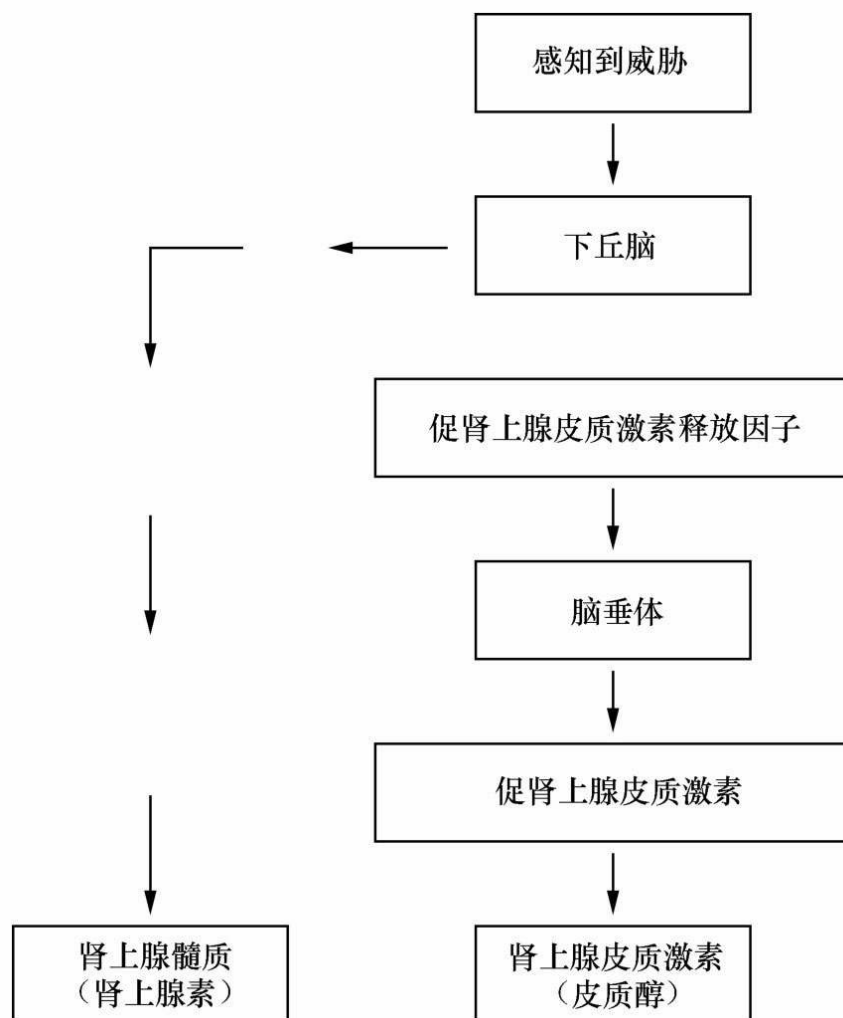 感知到威胁
下丘脑
促肾上腺皮质激素释放因子
脑垂体
促肾上腺皮质激素
肾上腺髓质
（肾上腺素）
肾上腺皮质激素
（皮质醇）